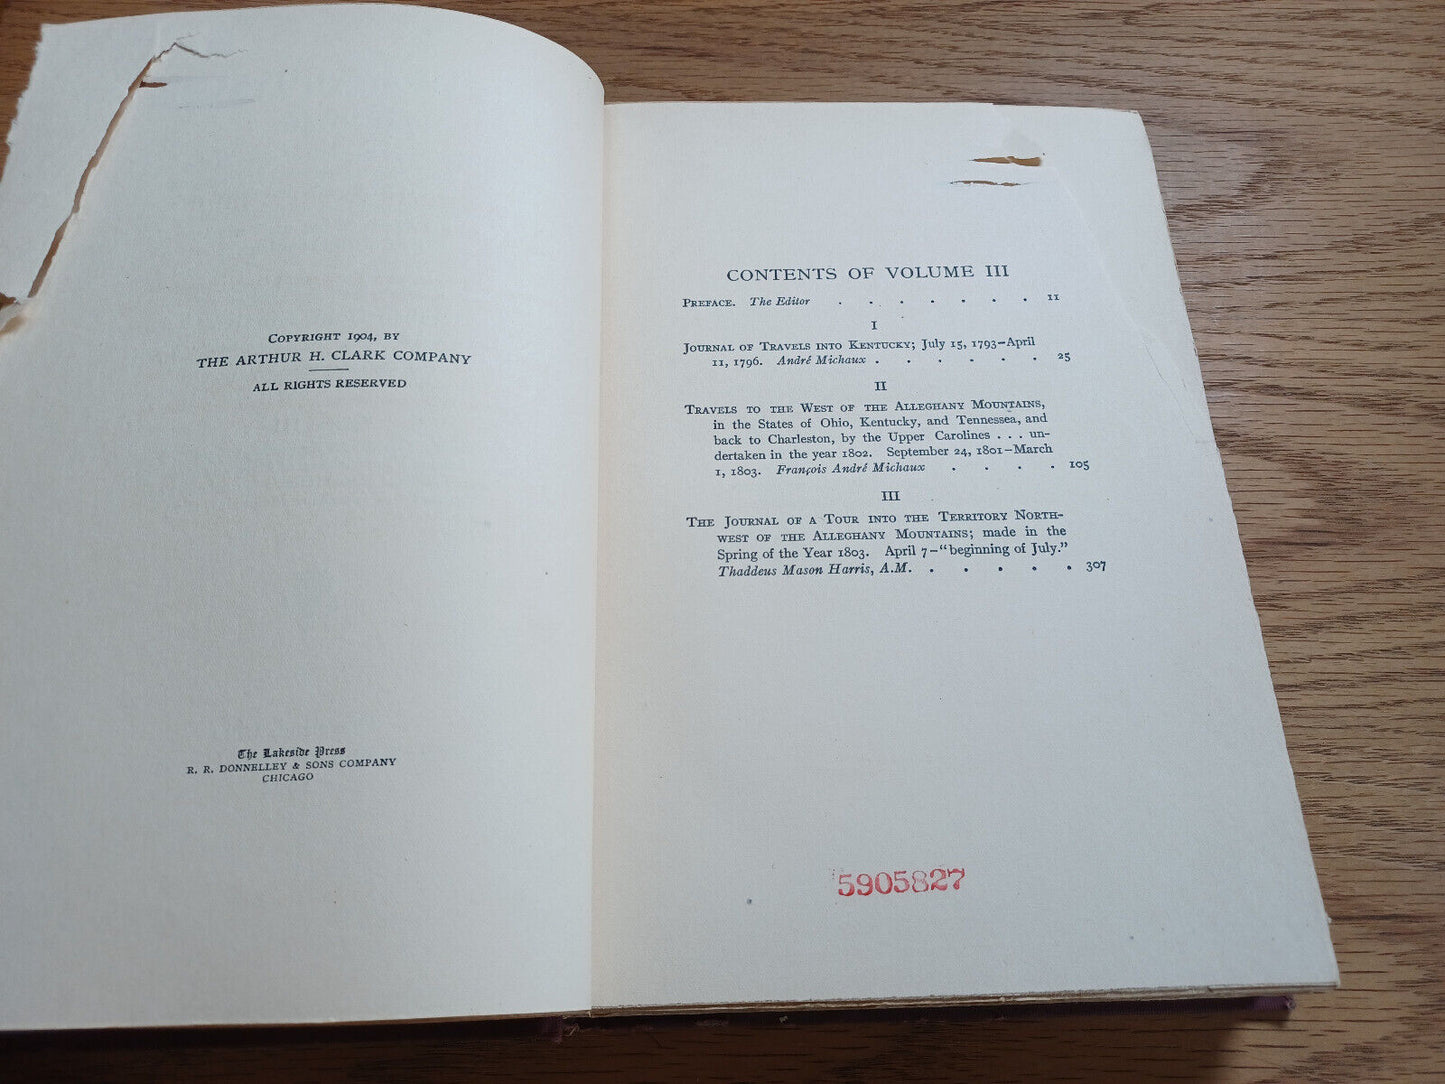 COPYRIGHT 1904, BY
THE ARTHUR H. CLARK COMPANY
ALL RIGHTS RESERVED
The Lakeside Press
R. R. DONNELLEY & SONS COMPANY
CHICAGO
CONTENTS OF VOLUME III
PREFACE. The Editor . . . . . . . 11
I
JOURNAL OF TRAVELS INTO KENTUCKY; July 15, 1793–April
11, 1796. André Michaux . . . . . . 25
II
TRAVELS TO THE WEST OF THE ALLEGHANY MOUNTAINS,
in the States of Ohio, Kentucky, and Tennessea, and
back to Charleston, by the Upper Carolines . . . un-
dertaken in the year 1802. September 24, 1801–March
1, 1803. François André Michaux . . . . 105
III
THE JOURNAL OF A TOUR INTO THE TERRITORY NORTH-
WEST OF THE ALLEGHANY MOUNTAINS; made in the
Spring of the Year 1803. April 7–"beginning of July."
Thaddeus Mason Harris, A.M. . . . . . 307
5905827